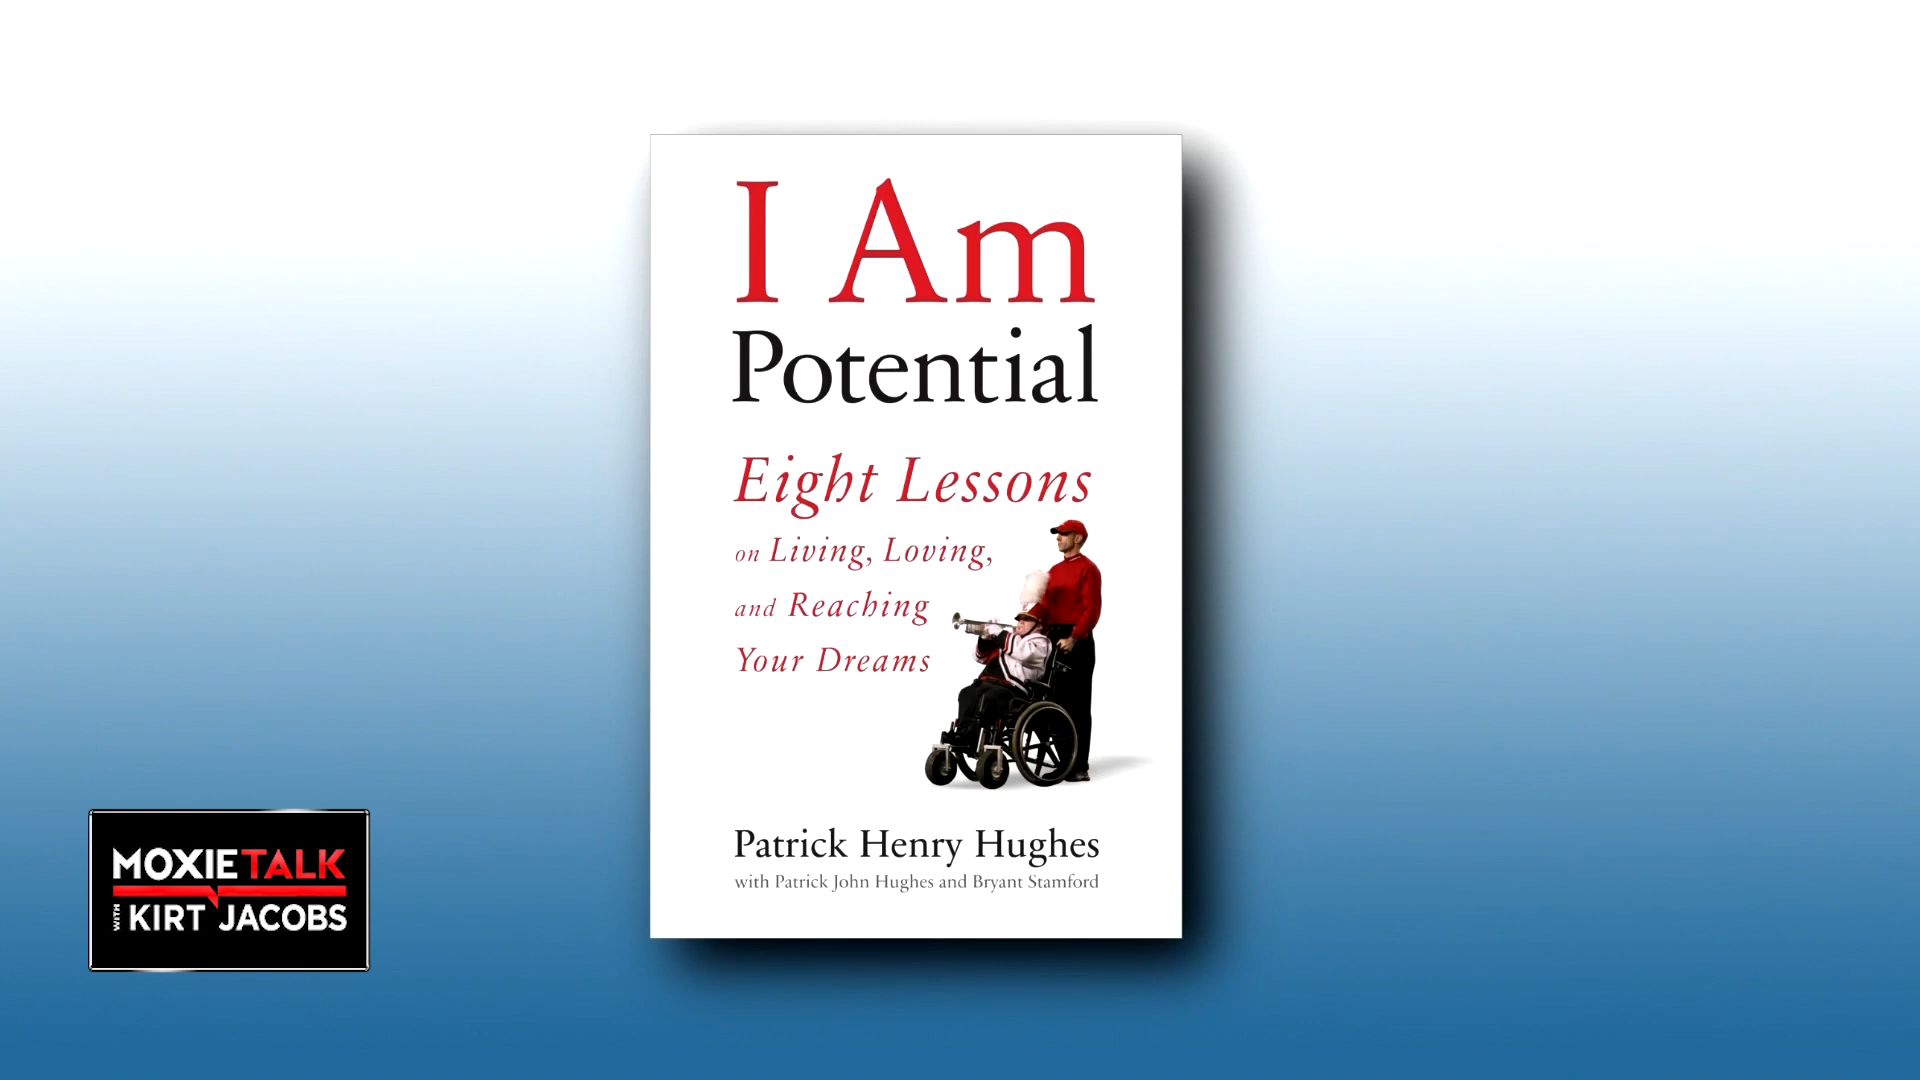 I Am
Potential
Eight Lessons
on Living, Loving,
and Reaching
Your Dreams
Patrick Henry Hughes
with Patrick John Hughes and Bryant Stamford
MOXIETALK
WITH KIRT JACOBS